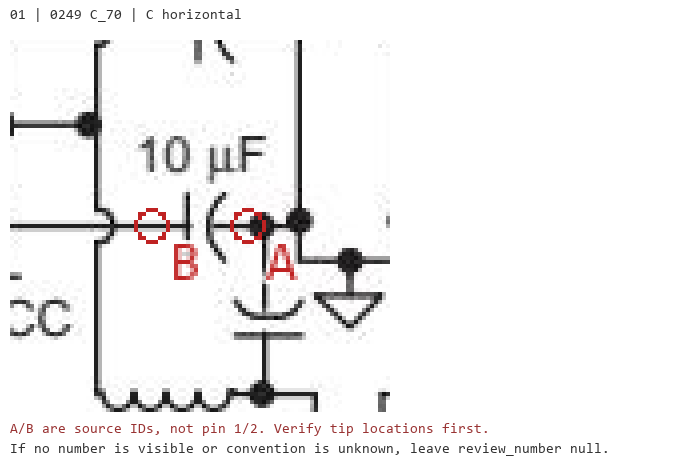 01 | 0249 C_70 | C horizontal
10 µF
B A
CC
A/B are source IDs, not pin 1/2. Verify tip locations first.
If no number is visible or convention is unknown, leave review_number null.